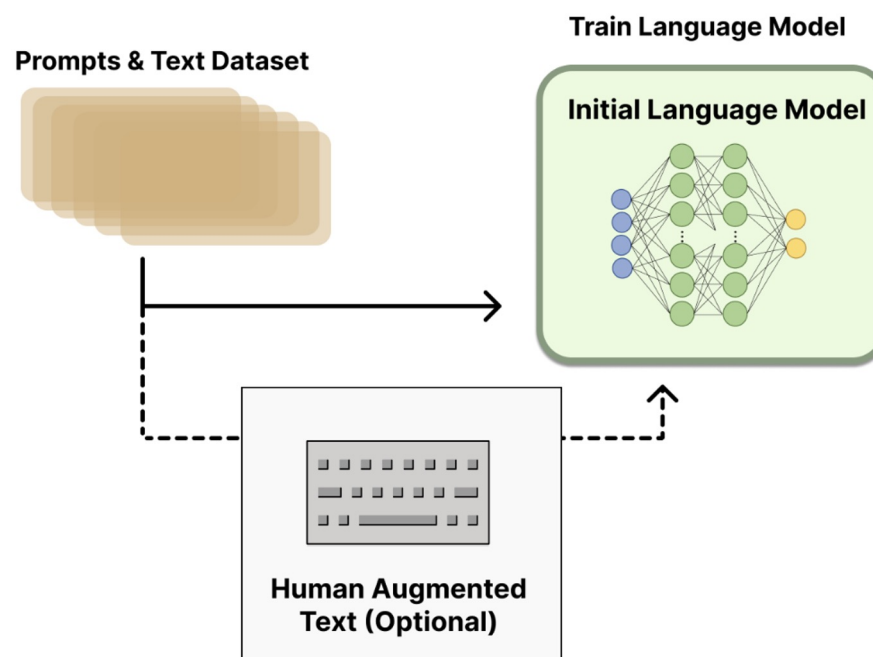 Train Language Model
Prompts & Text Dataset
Initial Language Model
Human Augmented
Text (Optional)